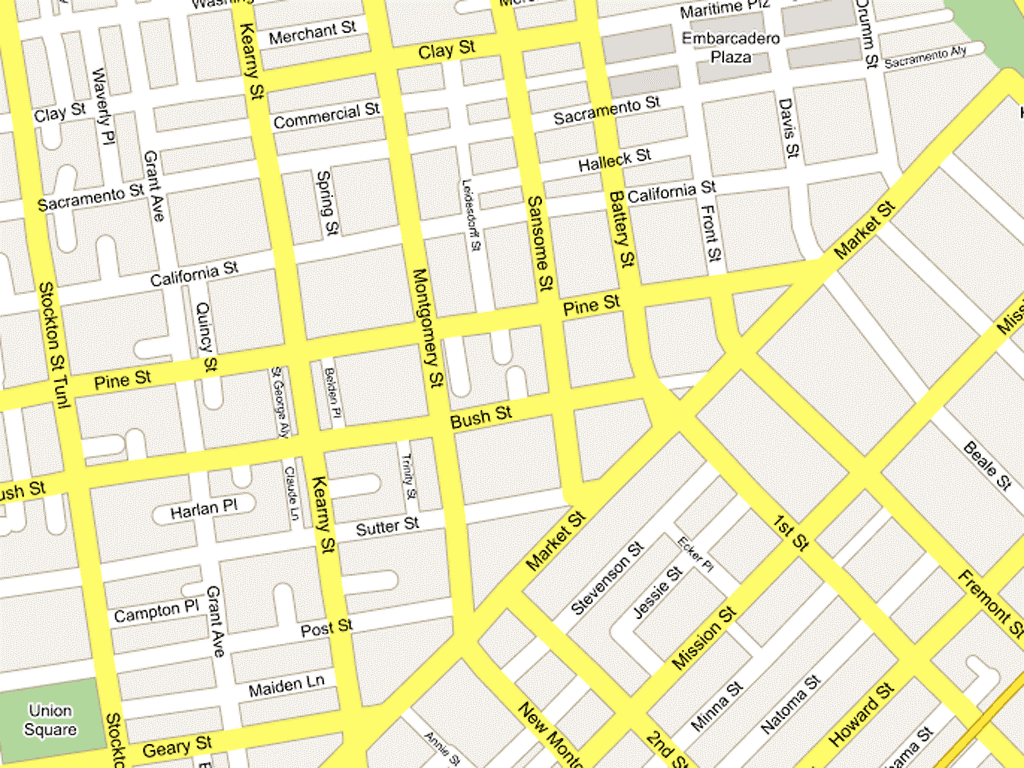 Merchant St
Clay St
Kearny St
Maritime Plz
Embarcadero
Plaza
Drumm St
Sacramento Aly
Waverly Pl
Clay St
Commercial St
Sacramento St
Davis St
Grant Ave
Halleck St
Sacramento St
Spring St
Leidesdorff St
Sansome St
Battery St
California St
Front St
Market St
California St
Stockton St Tunl
Quincy St
Montgomery St
Pine St
Pine St
St George Aly
Belden Pl
Bush St
Claude Ln
Trinity St
Beale St
Harlan Pl
Kearny St
Sutter St
Market St
1st St
Ecker Pl
Stevenson St
Jessie St
Fremont St
Campton Pl
Grant Ave
Post St
Mission St
Maiden Ln
Minna St
Natoma St
Howard St
Union
Square
Geary St
Annie St
2nd St